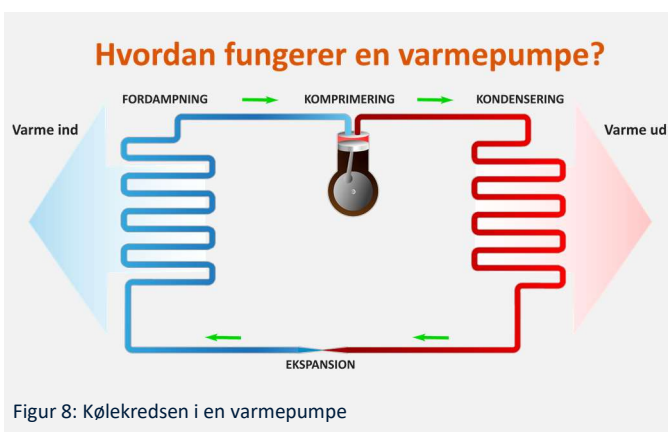 Hvordan fungerer en varmepumpe?
FORDAMPNING
KOMPRIMERING
KONDENSERING
Varme ind
Varme ud
EKSPANSION
Figur 8: Kølekredsen i en varmepumpe